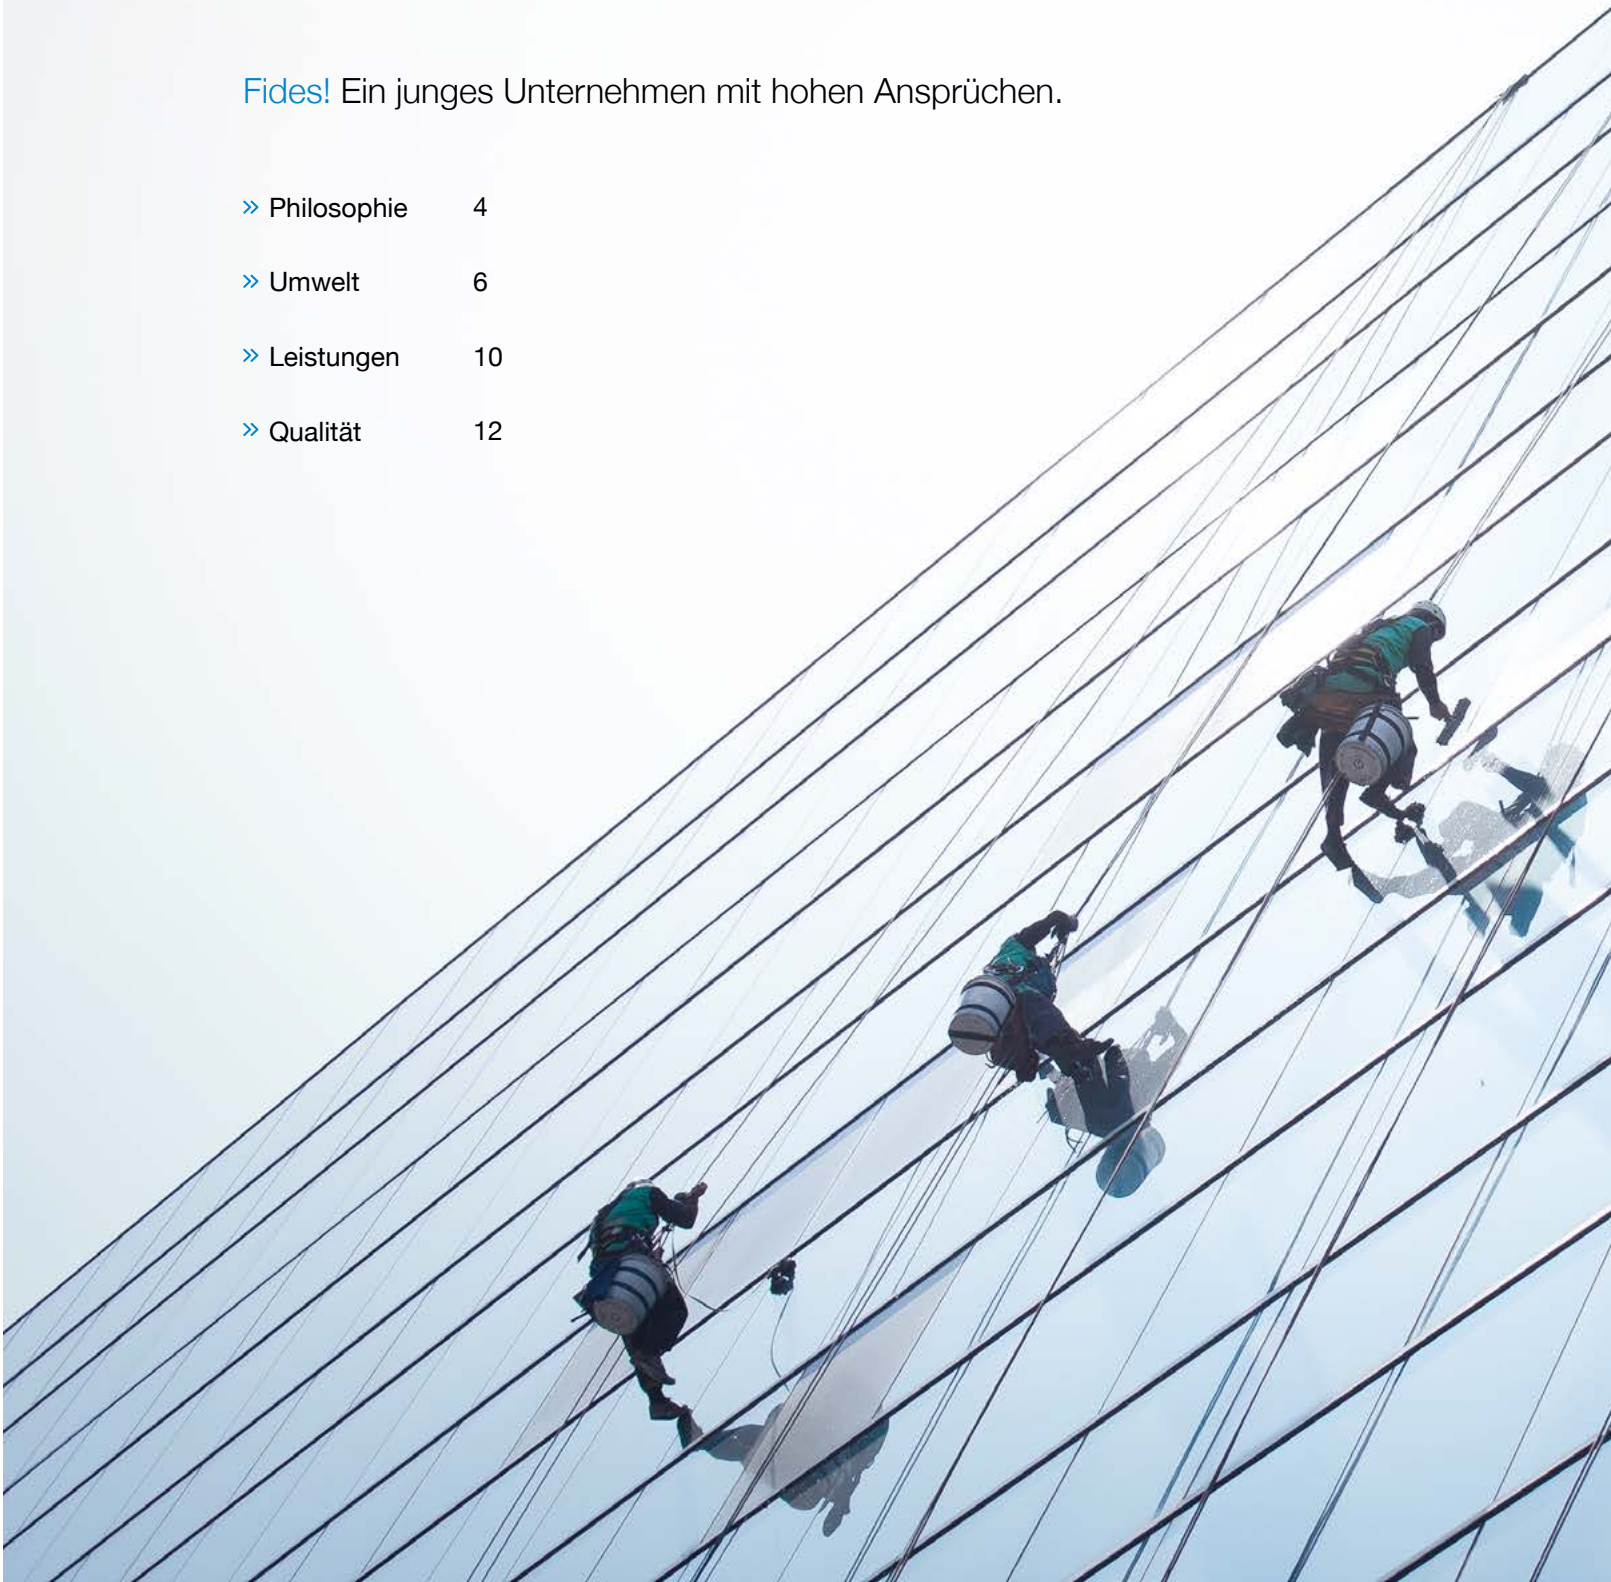 Fides! Ein junges Unternehmen mit hohen Ansprüchen.
» Philosophie 4
» Umwelt 6
» Leistungen 10
» Qualität 12